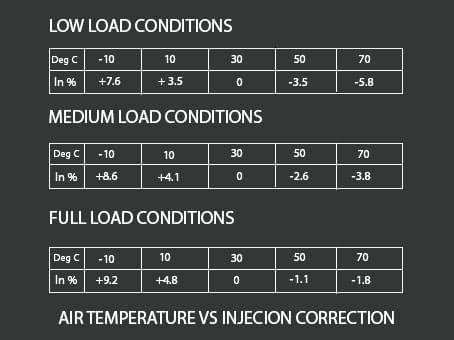 LOW LOAD CONDITIONS
Deg C -10 10 30 50 70
In % +7.6 + 3.5 0 -3.5 -5.8
MEDIUM LOAD CONDITIONS
Deg C -10 10 30 50 70
In % +8.6 +4.1 0 -2.6 -3.8
FULL LOAD CONDITIONS
Deg C -10 10 30 50 70
In % +9.2 +4.8 0 -1.1 -1.8
AIR TEMPERATURE VS INJECION CORRECTION